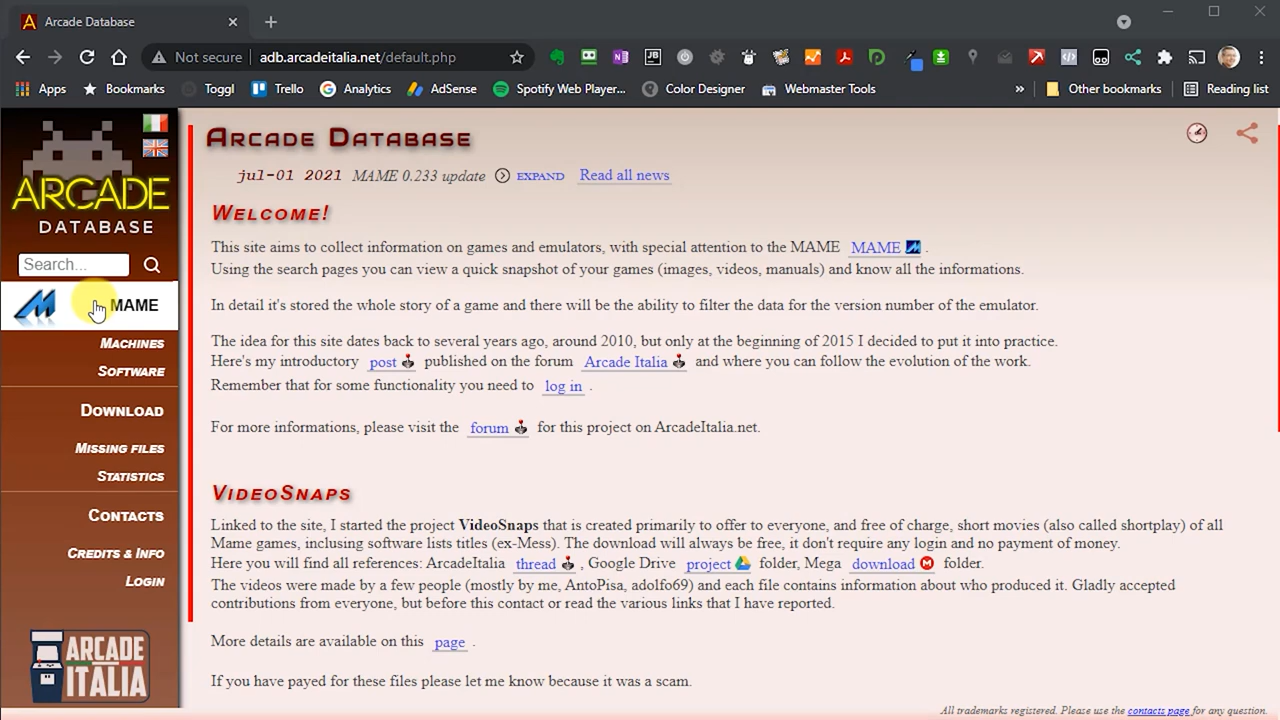 Arcade Database
Not secure adb.arcadeitalia.net/default.php
Apps Bookmarks Toggl Trello Analytics AdSense Spotify Web Player... Color Designer Webmaster Tools » Other bookmarks Reading list
ARCADE
DATABASE
Search...
MAME
Machines
Software
Download
Missing files
Statistics
Contacts
Credits & Info
Login
ARCADE
ITALIA
Arcade Database
jul-01 2021 MAME 0.233 update EXPAND Read all news
Welcome!
This site aims to collect information on games and emulators, with special attention to the MAME MAME .
Using the search pages you can view a quick snapshot of your games (images, videos, manuals) and know all the informations.
In detail it's stored the whole story of a game and there will be the ability to filter the data for the version number of the emulator.
The idea for this site dates back to several years ago, around 2010, but only at the beginning of 2015 I decided to put it into practice.
Here's my introductory post published on the forum Arcade Italia and where you can follow the evolution of the work.
Remember that for some functionality you need to log in .
For more informations, please visit the forum for this project on ArcadeItalia.net.
VideoSnaps
Linked to the site, I started the project VideoSnaps that is created primarily to offer to everyone, and free of charge, short movies (also called shortplay) of all
Mame games, inclusing software lists titles (ex-Mess). The download will always be free, it don't require any login and no payment of money.
Here you will find all references: ArcadeItalia thread , Google Drive project folder, Mega download folder.
The videos were made by a few people (mostly by me, AntoPisa, adolfo69) and each file contains information about who produced it. Gladly accepted
contributions from everyone, but before this contact or read the various links that I have reported.
More details are available on this page .
If you have payed for these files please let me know because it was a scam.
All trademarks registered. Please use the contacts page for any question.